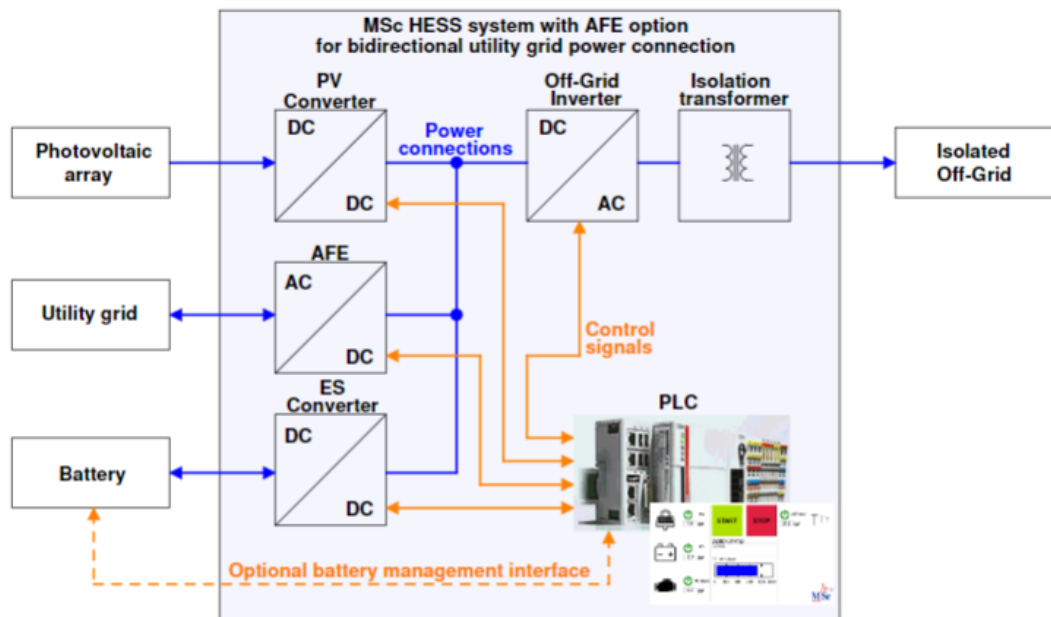 MSc HESS system with AFE option
for bidirectional utility grid power connection
PV
Converter
Off-Grid
Inverter
Isolation
transformer
DC
DC
Power
connections
DC
AC
Photovoltaic
array
Isolated
Off-Grid
AFE
AC
DC
Utility grid
Control
signals
ES
Converter
DC
DC
PLC
Battery
START
STOP
Optional battery management interface
MSc